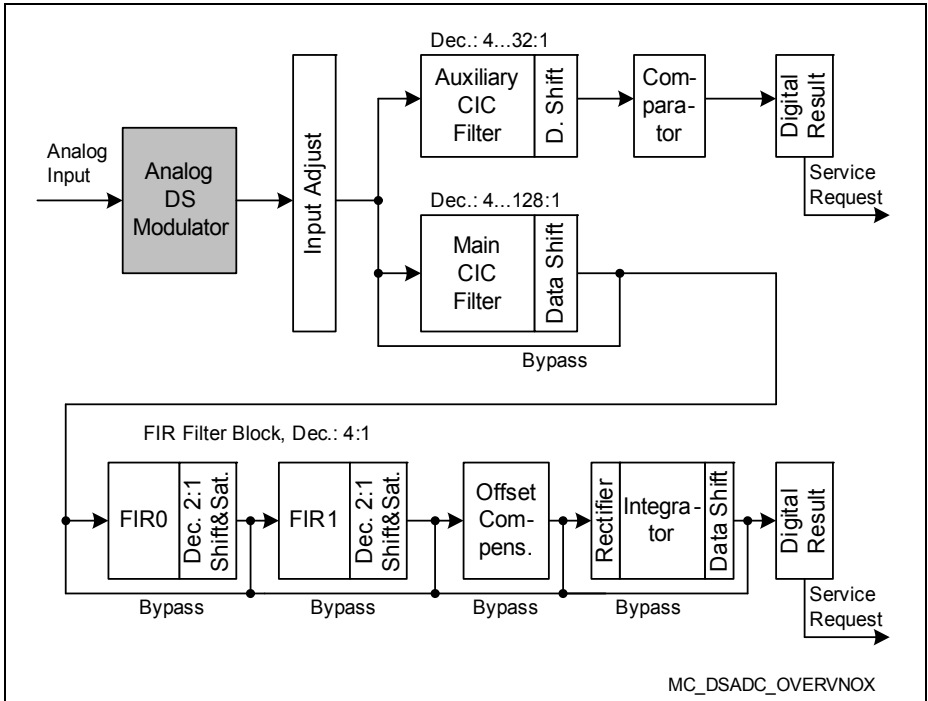 Dec.: 4...32:1
Auxiliary
CIC
Filter
D. Shift
Com-
para-
tor
Digital
Result
Service
Request
Analog
Input
Analog
DS
Modulator
Input Adjust
Dec.: 4...128:1
Main
CIC
Filter
Data Shift
Bypass
FIR Filter Block, Dec.: 4:1
FIR0
Dec. 2:1
Shift&Sat.
FIR1
Dec. 2:1
Shift&Sat.
Offset
Com-
pens.
Rectifier
Integra-
tor
Data Shift
Digital
Result
Bypass
Bypass
Bypass
Bypass
Service
Request
MC_DSADC_OVERVNOX